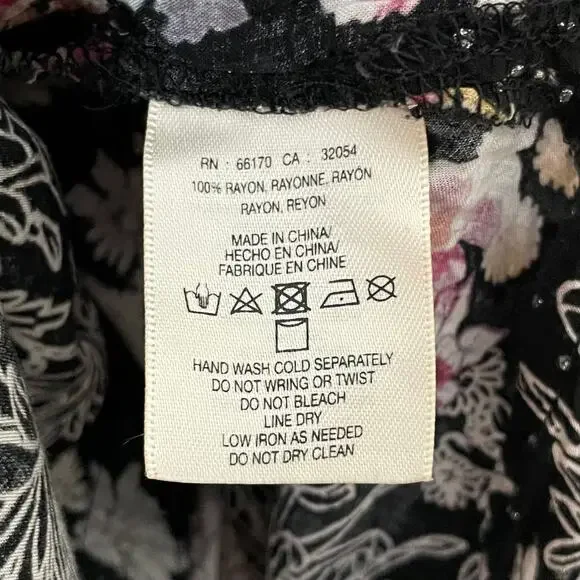 RN : 66170 CA : 32054
100% RAYON, RAYONNE, RAYÓN
RAYON, REYON
MADE IN CHINA/
HECHO EN CHINA/
FABRIQUE EN CHINE
HAND WASH COLD SEPARATELY
DO NOT WRING OR TWIST
DO NOT BLEACH
LINE DRY
LOW IRON AS NEEDED
DO NOT DRY CLEAN